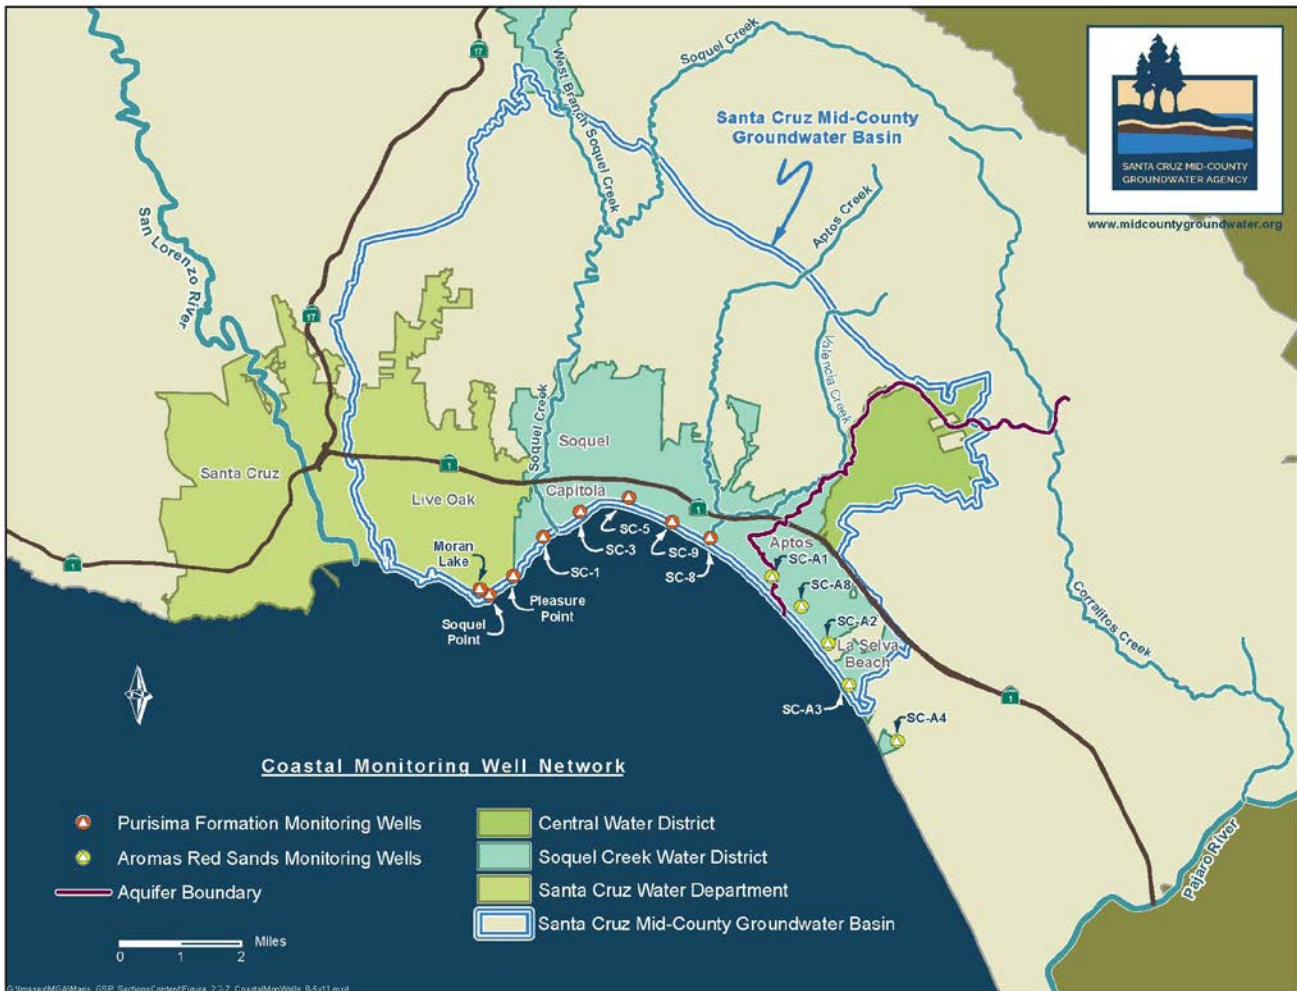 Soquel Creek
17
West Branch Soquel Creek
Santa Cruz Mid-County
Groundwater Basin
SANTA CRUZ MID-COUNTY
GROUNDWATER AGENCY
www.midcountygroundwater.org
Aptos Creek
San Lorenzo
River
17
Valencia Creek
Soquel Creek
Soquel
Santa Cruz
1
Live Oak
Capitola
1
SC-5
SC-3
SC-9
SC-1
SC-8
Aptos
SC-A1
SC-A8
SC-A2
La Selva
Beach
SC-A3
SC-A4
1
1
Moran
Lake
Pleasure
Point
Soquel
Point
Corralitos Creek
Pajaro River
Coastal Monitoring Well Network
Purisima Formation Monitoring Wells
Aromas Red Sands Monitoring Wells
Aquifer Boundary
Central Water District
Soquel Creek Water District
Santa Cruz Water Department
Santa Cruz Mid-County Groundwater Basin
Miles
0 1 2